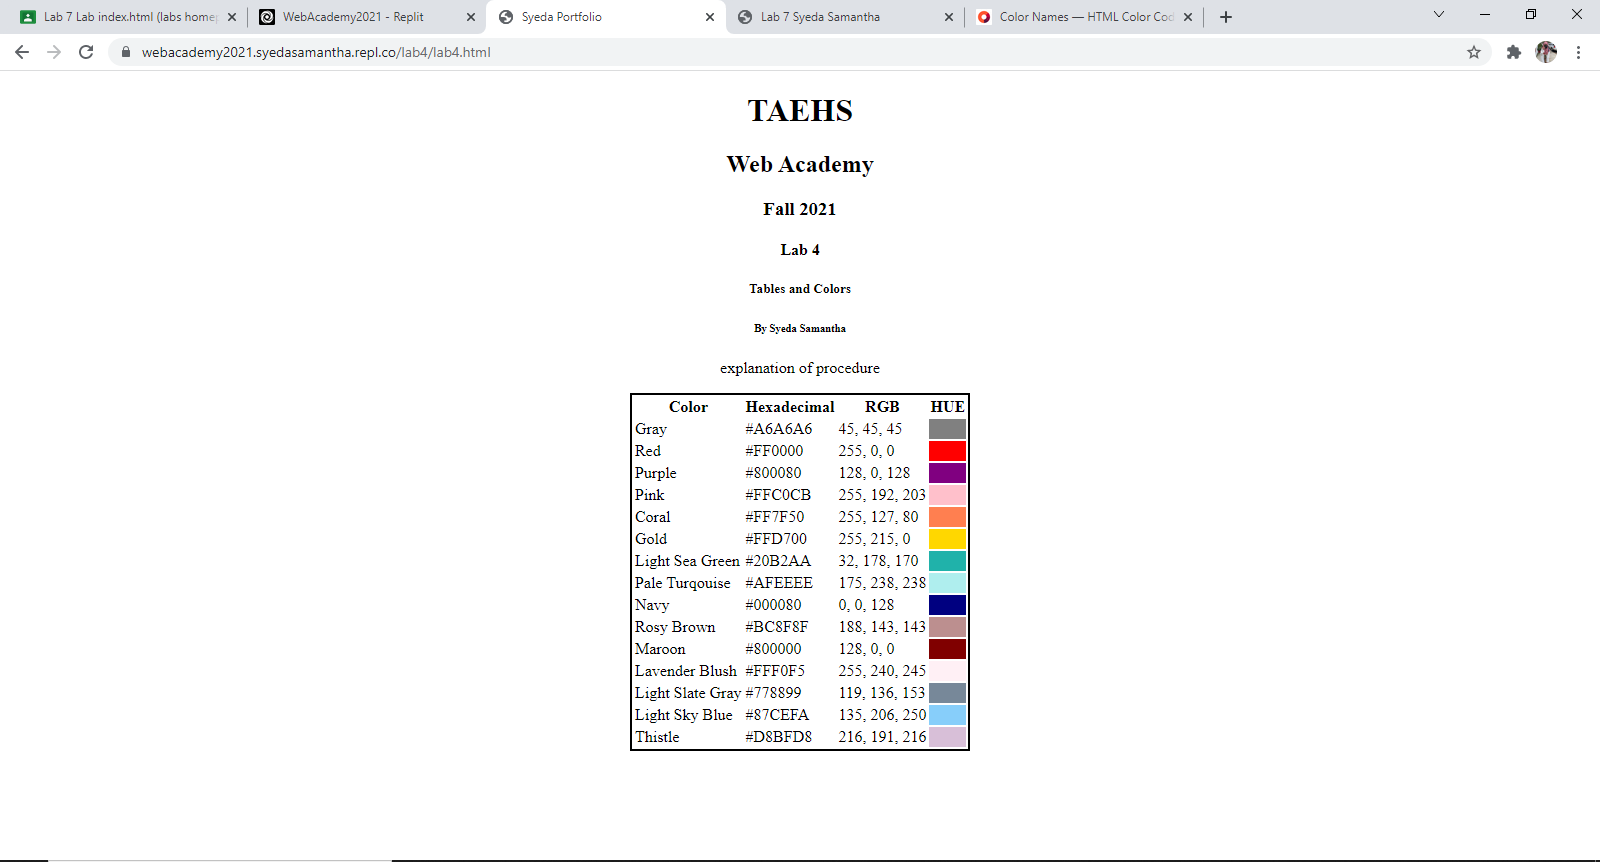 Lab 7 Lab index.html (labs home
WebAcademy2021 - Replit
Syeda Portfolio
Lab 7 Syeda Samantha
Color Names — HTML Color Cod
webacademy2021.syedasamantha.repl.co/lab4/lab4.html
TAEHS
Web Academy
Fall 2021
Lab 4
Tables and Colors
By Syeda Samantha
explanation of procedure
Color Hexadecimal RGB HUE
Gray #A6A6A6 45, 45, 45
Red #FF0000 255, 0, 0
Purple #800080 128, 0, 128
Pink #FFC0CB 255, 192, 203
Coral #FF7F50 255, 127, 80
Gold #FFD700 255, 215, 0
Light Sea Green #20B2AA 32, 178, 170
Pale Turqouise #AFEEEE 175, 238, 238
Navy #000080 0, 0, 128
Rosy Brown #BC8F8F 188, 143, 143
Maroon #800000 128, 0, 0
Lavender Blush #FFF0F5 255, 240, 245
Light Slate Gray #778899 119, 136, 153
Light Sky Blue #87CEFA 135, 206, 250
Thistle #D8BFD8 216, 191, 216